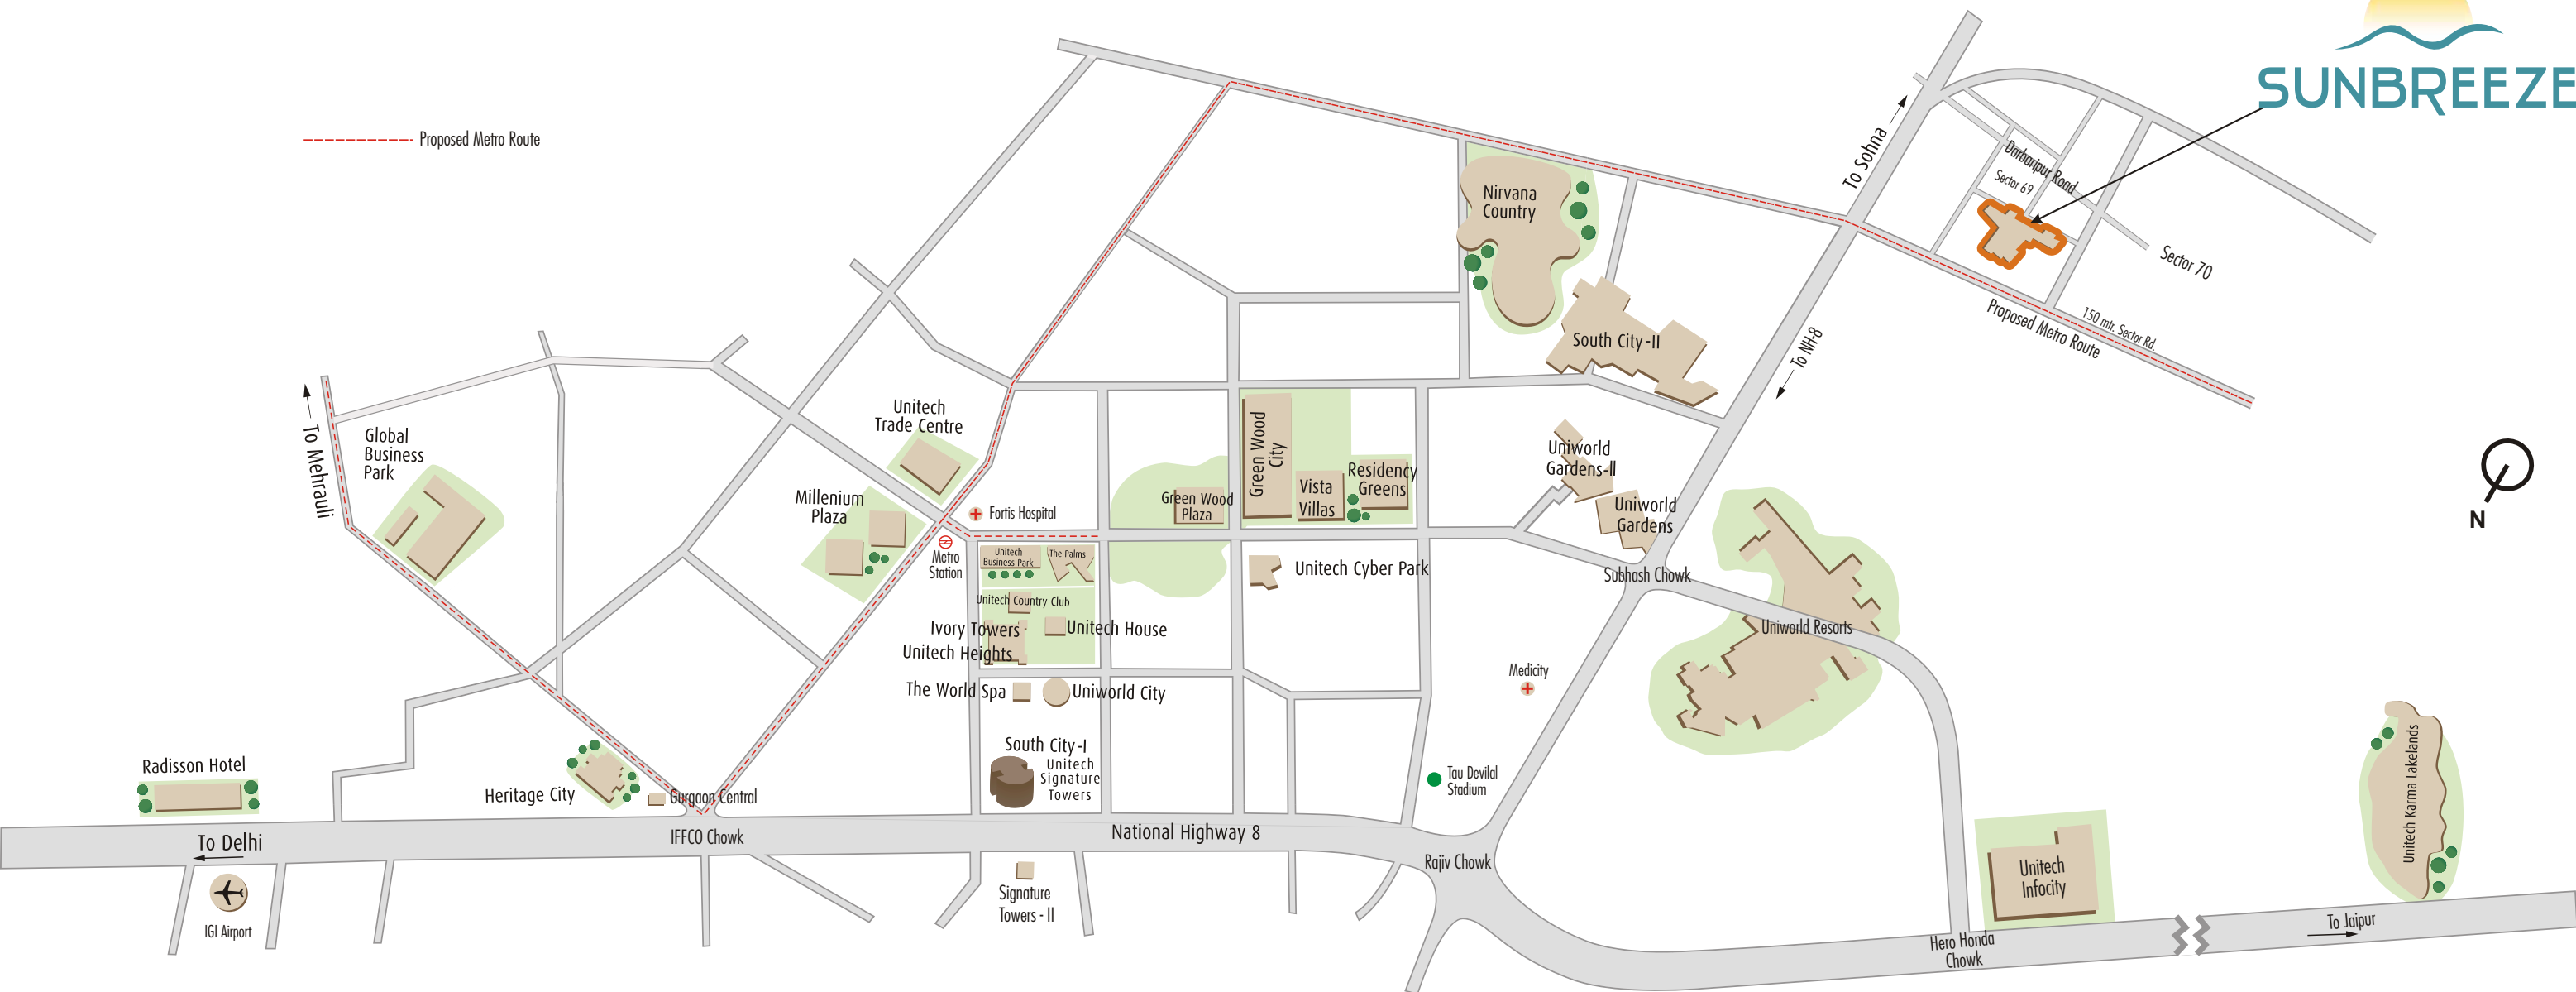 SUNBREEZE
Proposed Metro Route
To Sohna
Darbaripur Road
Sector 69
Sector 70
Nirvana
Country
Proposed Metro Route
150 mtr. Sector Rd.
South City-II
To NH-8
To Mehrauli
Global
Business
Park
Unitech
Trade Centre
Millenium
Plaza
Fortis Hospital
Metro
Station
Green Wood
Plaza
Green Wood
City
Vista
Villas
Residency
Greens
Uniworld
Gardens-II
Uniworld
Gardens
N
Unitech
Business Park
The Palms
Unitech Cyber Park
Subhash Chowk
Unitech Country Club
Ivory Towers
Unitech House
Unitech Heights
Uniworld Resorts
The World Spa
Uniworld City
Medicity
South City-I
Unitech
Signature
Towers
Tau Devilal
Stadium
Radisson Hotel
Heritage City
Gurgaon Central
Unitech Karma Lakelands
To Delhi
IFFCO Chowk
National Highway 8
Rajiv Chowk
Unitech
Infocity
IGI Airport
Signature
Towers - II
Hero Honda
Chowk
To Jaipur